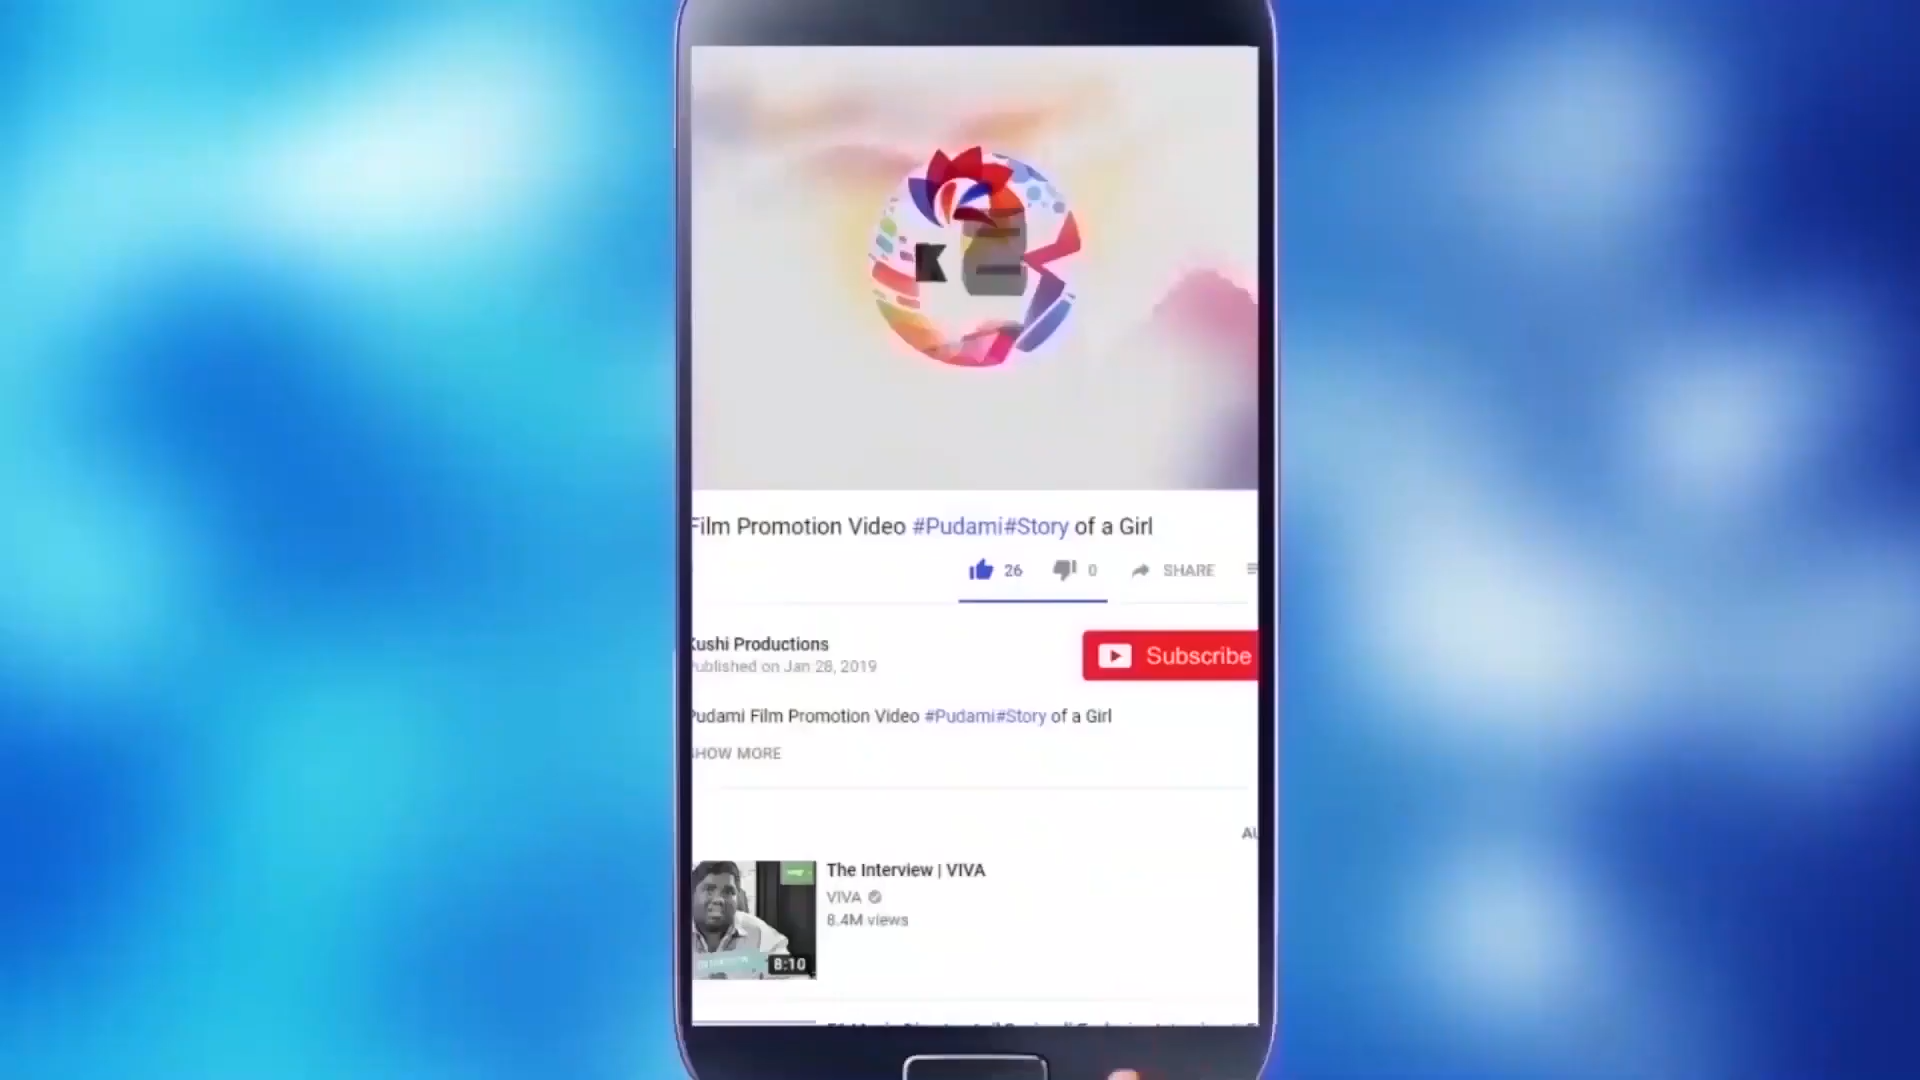 K
Film Promotion Video #Pudami#Story of a Girl
26 0 SHARE
Kushi Productions
Published on Jan 28, 2019
Subscribe
Pudami Film Promotion Video #Pudami#Story of a Girl
SHOW MORE
AU
The Interview | VIVA
VIVA
8.4M views
8:10